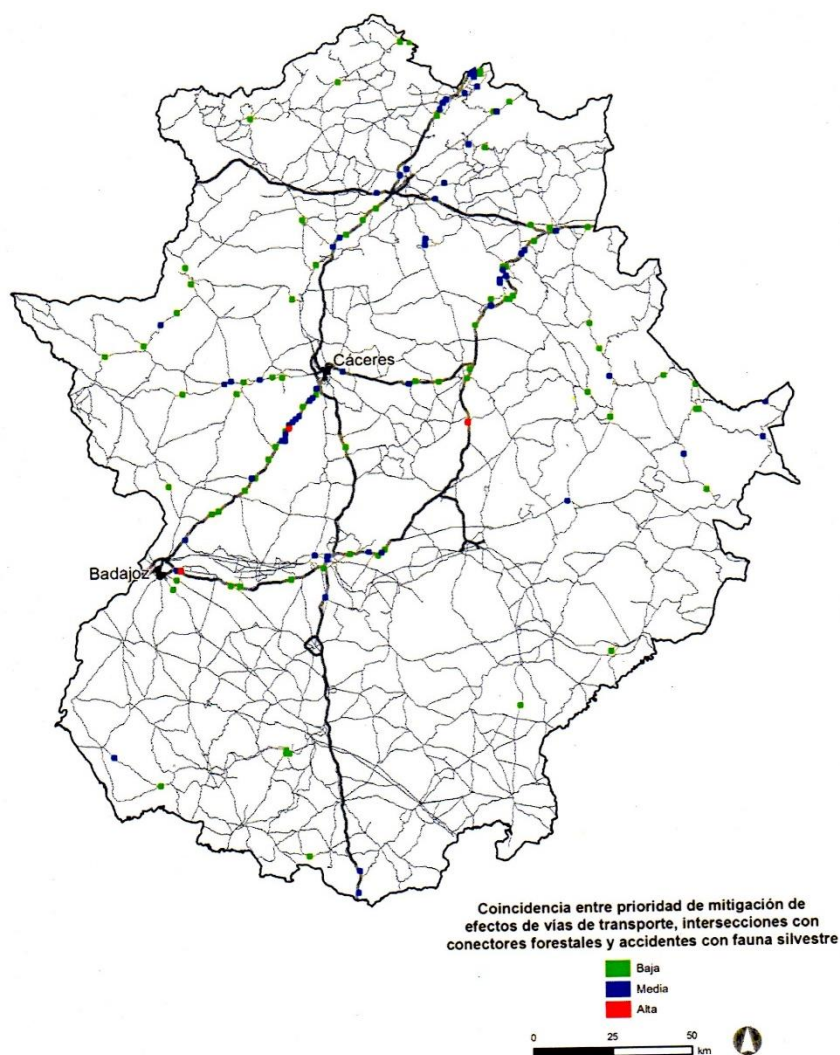 Cáceres
Badajoz
Coincidencia entre prioridad de mitigación de
efectos de vías de transporte, intersecciones con
conectores forestales y accidentes con fauna silvestre
Baja
Media
Alta
0 25 50
km